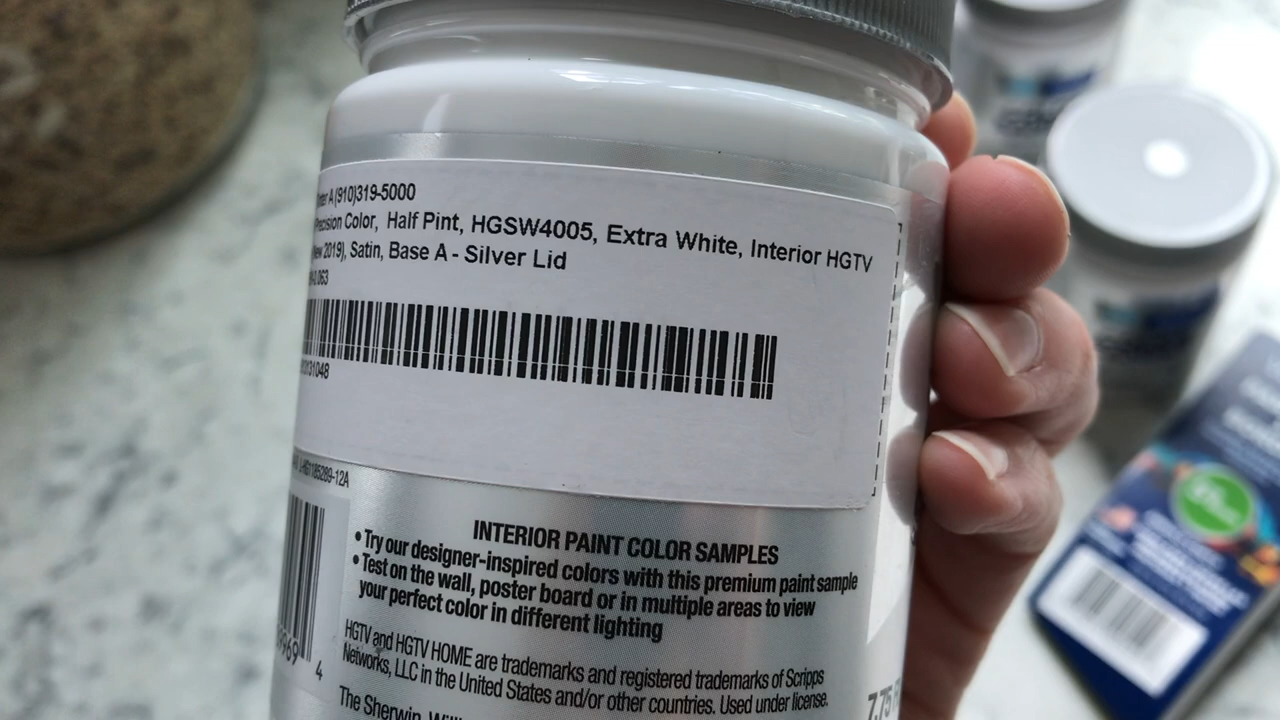 A (910)319-5000
Precision Color, Half Pint, HGSW4005, Extra White, Interior HGTV
2019), Satin, Base A - Silver Lid
INTERIOR PAINT COLOR SAMPLES
• Try our designer-inspired colors with this premium paint sample
• Test on the wall, poster board or in multiple areas to view
your perfect color in different lighting
HGTV and HGTV HOME are trademarks and registered trademarks of Scripps
Networks, LLC in the United States and/or other countries. Used under license.
The Sherwin
4
7.75